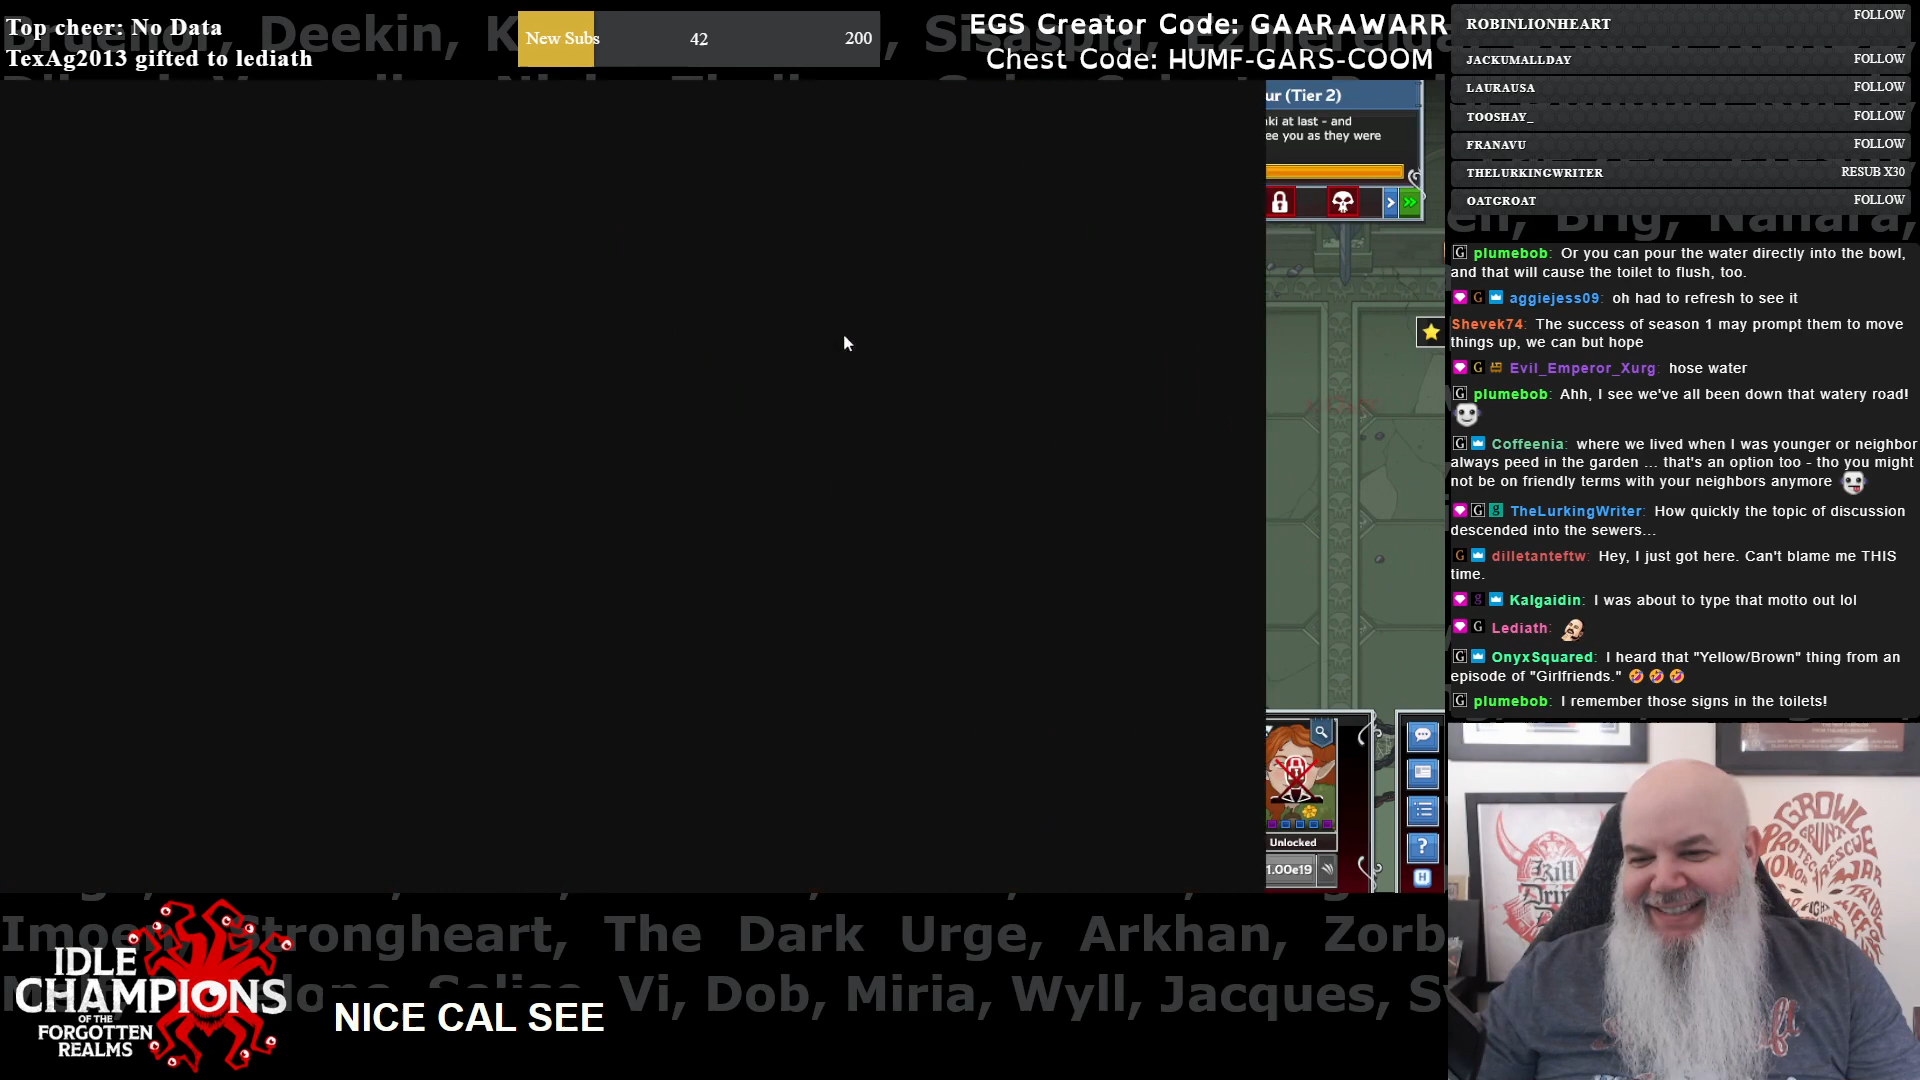 Top cheer: No Data
TexAg2013 gifted to lediath
New Subs 42 200
EGS Creator Code: GAARAWARR
Chest Code: HUMF-GARS-COOM
ROBINLIONHEART FOLLOW
JACKUMALLDAY FOLLOW
LAURAUSA FOLLOW
TOOSHAY_ FOLLOW
FRANAVU FOLLOW
THELURKINGWRITER RESUB X30
OATGROAT FOLLOW
Deekin,
Brig, Nahara,
ur (Tier 2)
ki at last - and
ee you as they were
plumebob: Or you can pour the water directly into the bowl,
and that will cause the toilet to flush, too.
aggiejess09: oh had to refresh to see it
Shevek74: The success of season 1 may prompt them to move
things up, we can but hope
Evil_Emperor_Xurg: hose water
plumebob: Ahh, I see we've all been down that watery road!
Coffeenia: where we lived when I was younger or neighbor
always peed in the garden ... that's an option too - tho you might
not be on friendly terms with your neighbors anymore
TheLurkingWriter: How quickly the topic of discussion
descended into the sewers...
dilletanteftw: Hey, I just got here. Can't blame me THIS
time.
Kalgaidin: I was about to type that motto out lol
Lediath:
OnyxSquared: I heard that "Yellow/Brown" thing from an
episode of "Girlfriends."
plumebob: I remember those signs in the toilets!
Unlocked
1.00e19
?
H
Imoen, Strongheart, The Dark Urge, Arkhan, Zorb
Vi, Dob, Miria, Wyll, Jacques,
IDLE
CHAMPIONS
OF THE
FORGOTTEN
REALMS
NICE CAL SEE